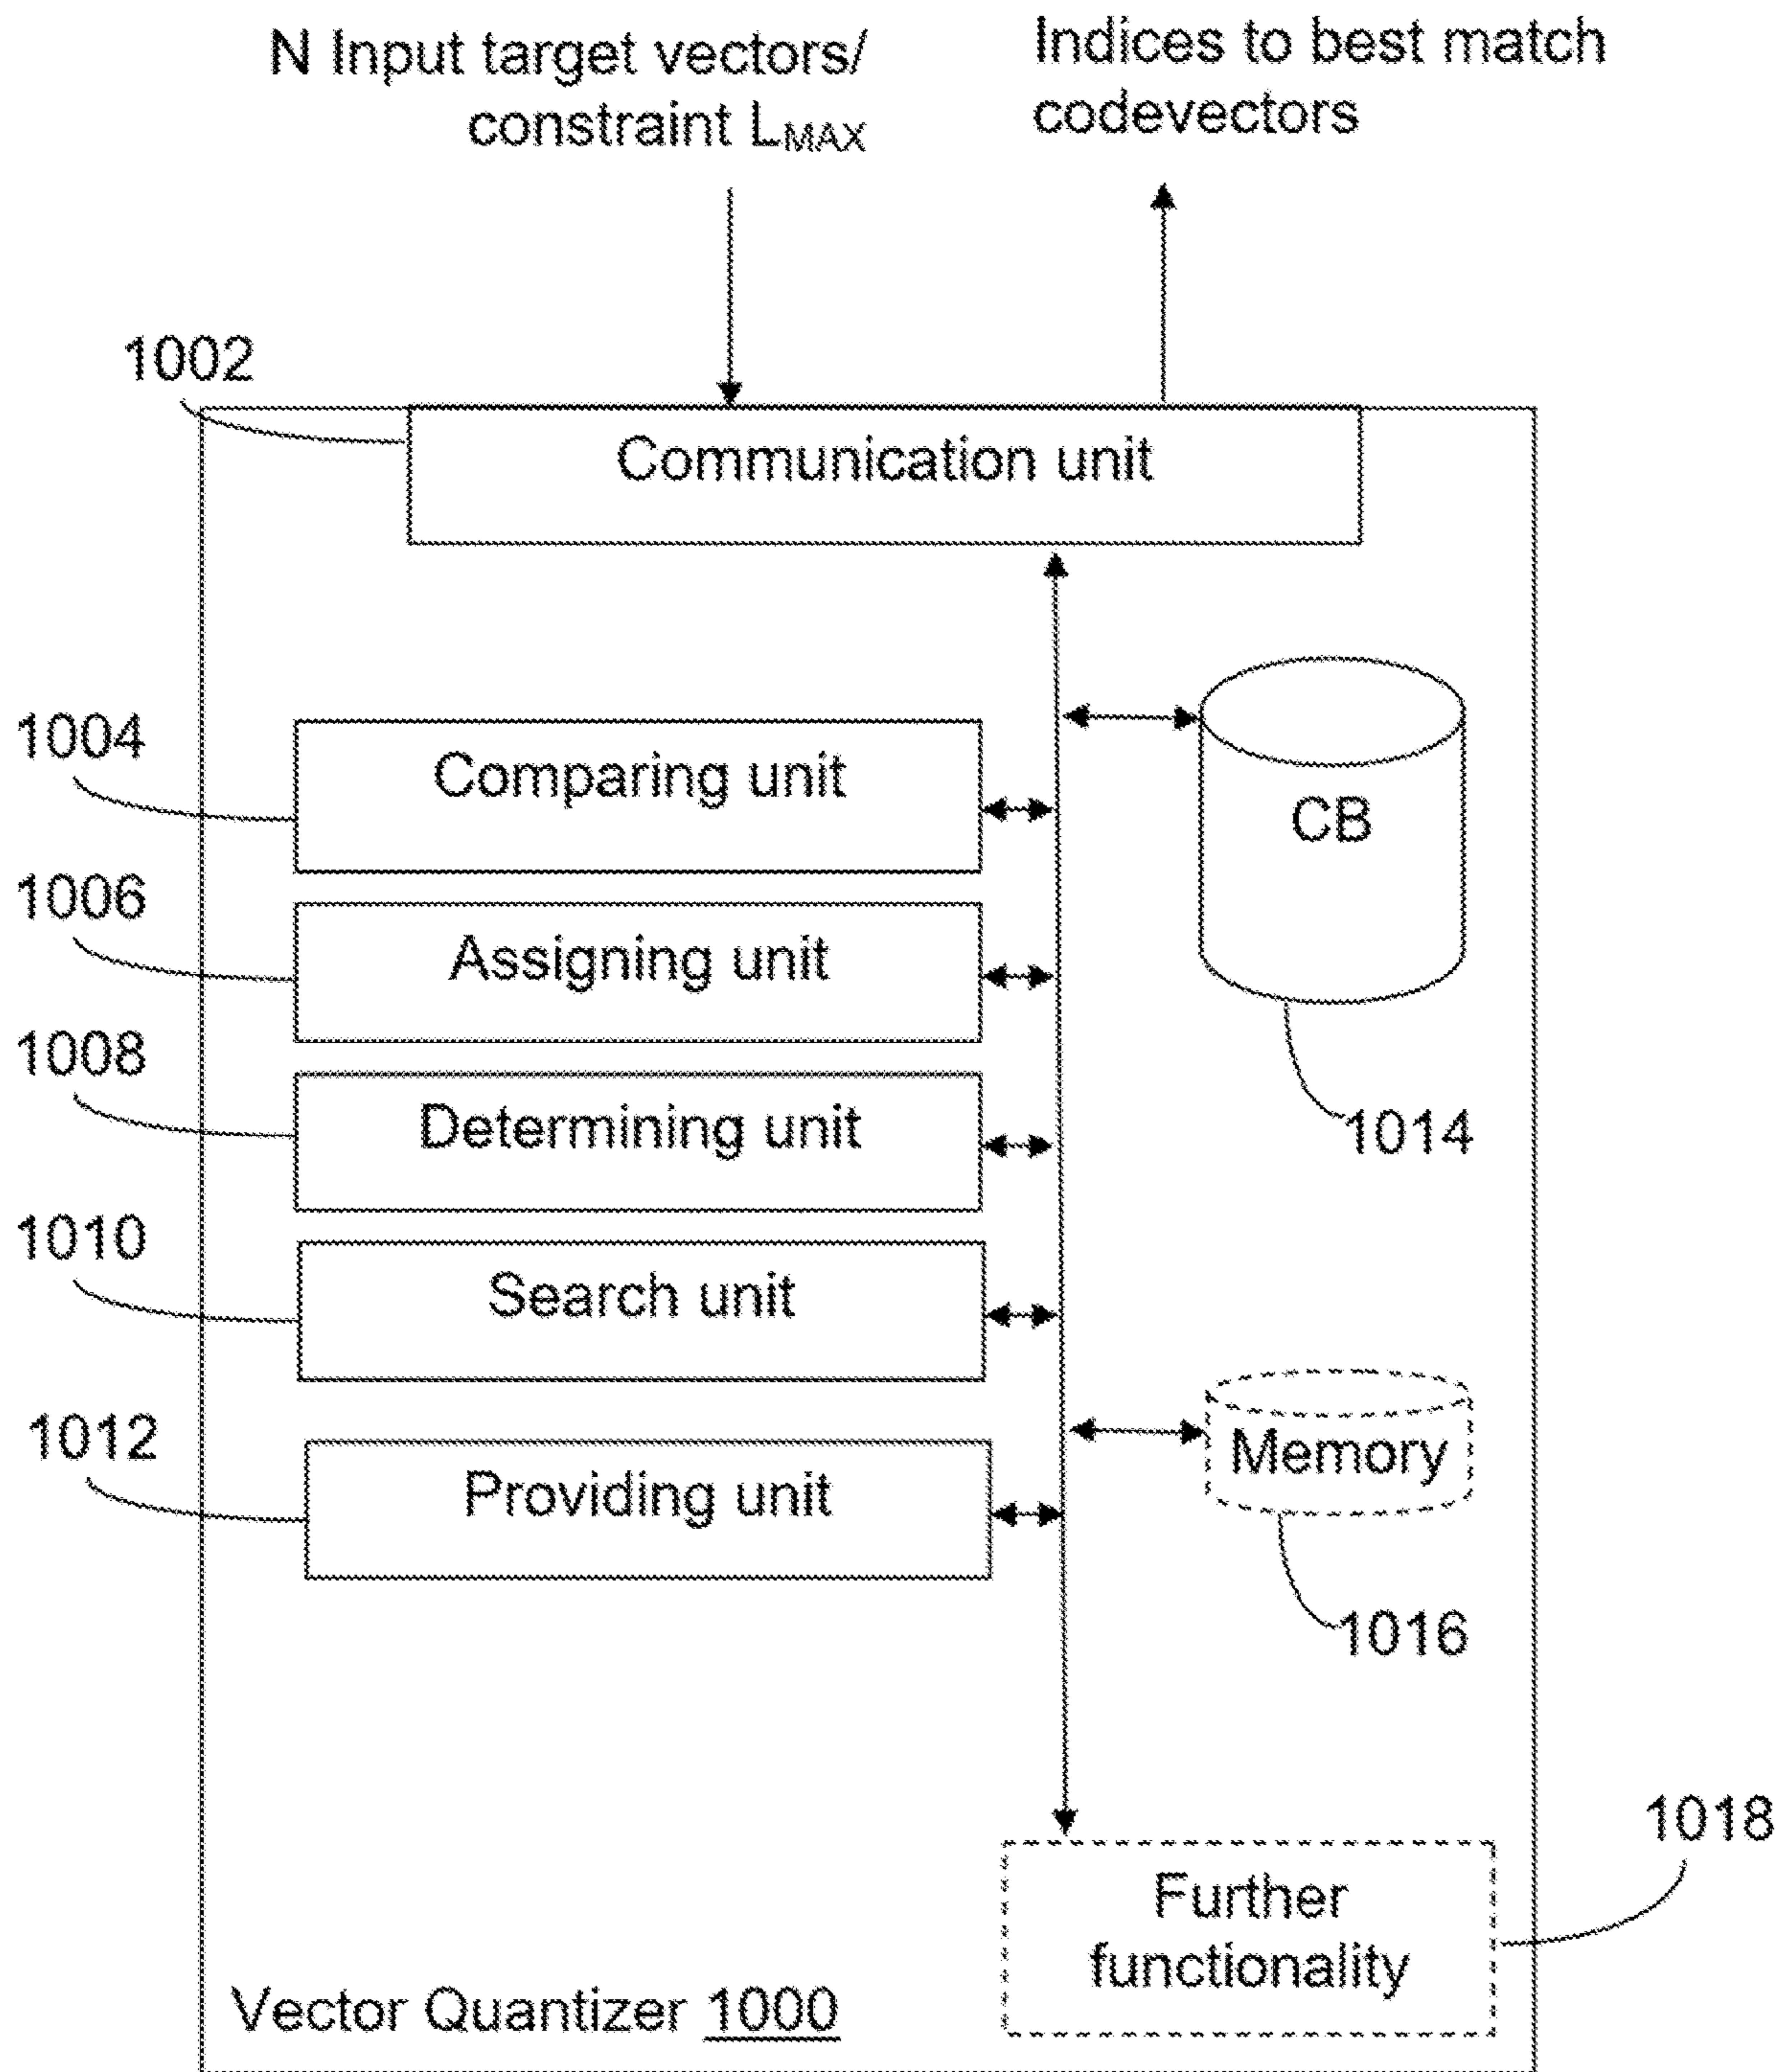 N Input target vectors/
constraint LMAX
Indices to best match
codevectors
1002
Communication unit
1004
Comparing unit
CB
1006
Assigning unit
1008
Determining unit
1014
1010
Search unit
1012
Providing unit
Memory
1016
1018
Further
functionality
Vector Quantizer 1000